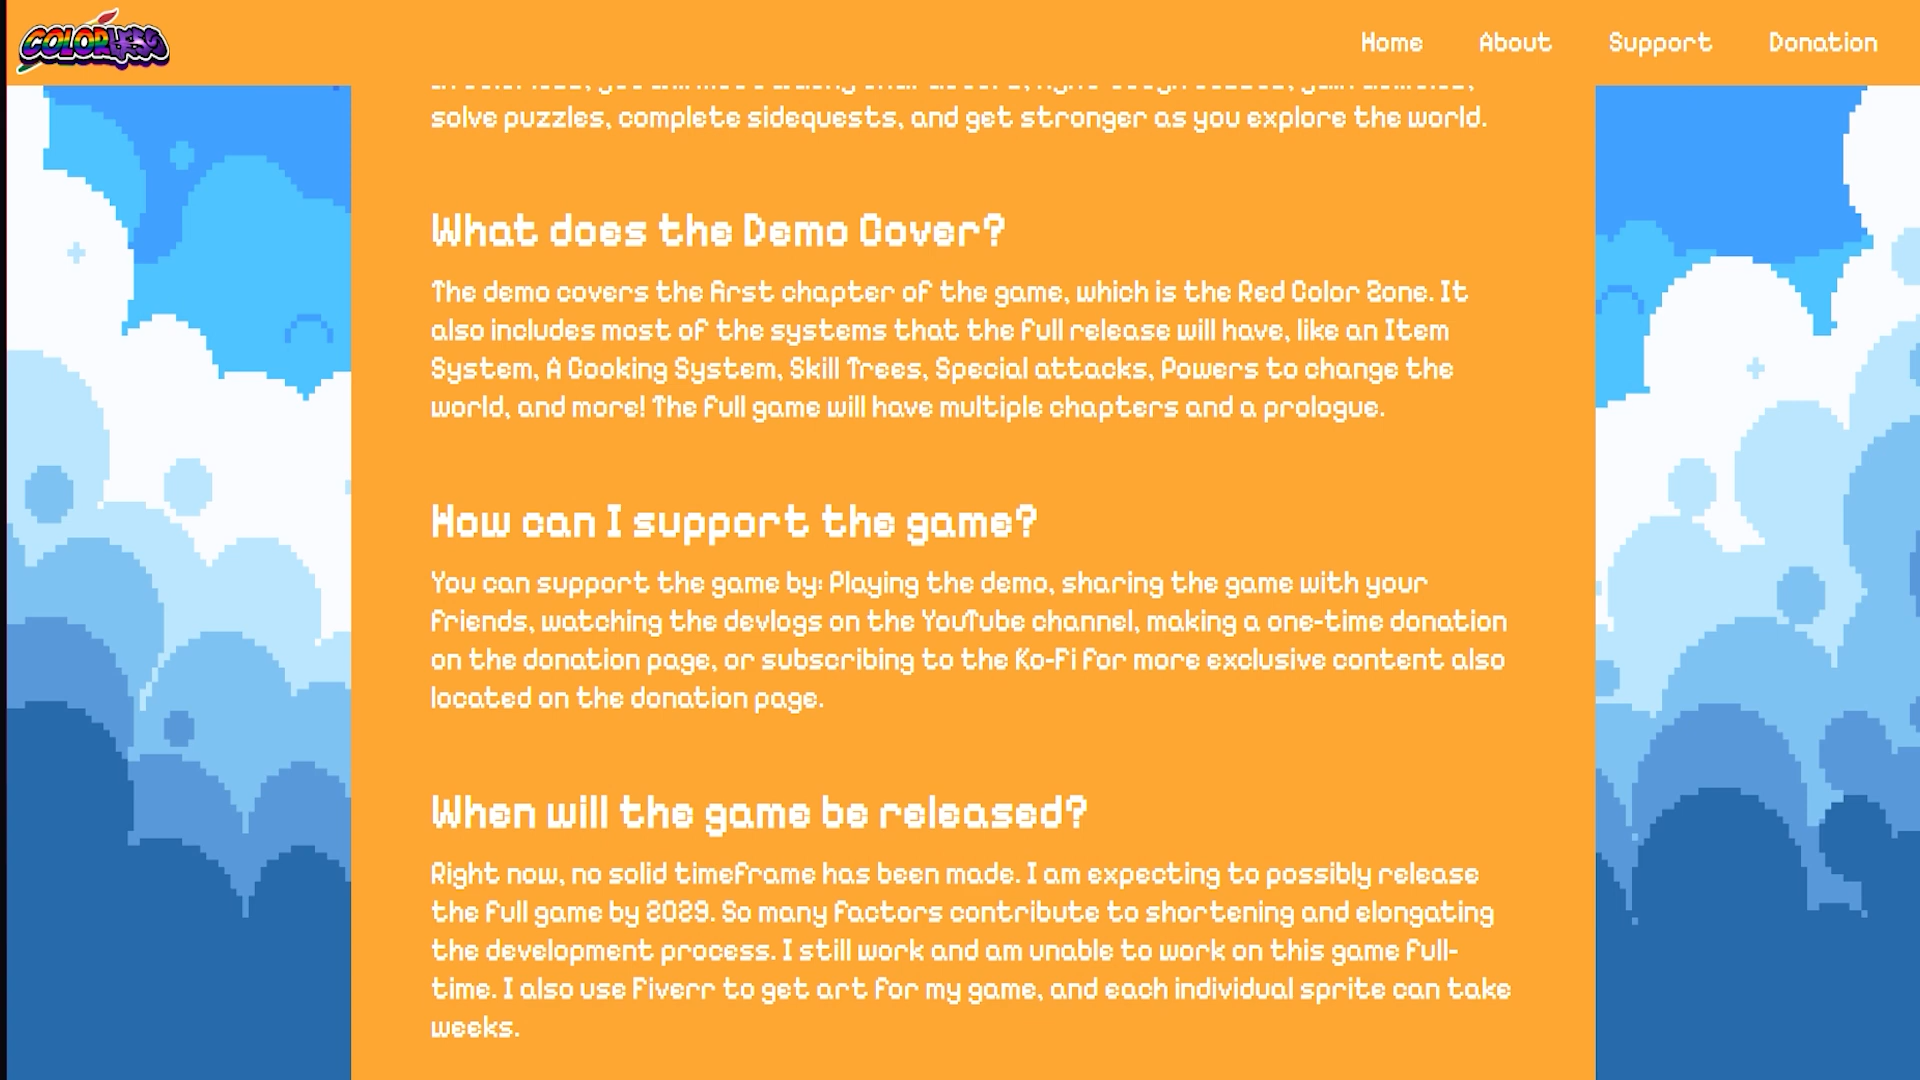 COLORLESS
Home
About
Support
Donation
solve puzzles, complete sidequests, and get stronger as you explore the world.
What does the Demo Cover?
The demo covers the first chapter of the game, which is the Red Color Zone. It
also includes most of the systems that the full release will have, like an Item
System, A Cooking System, Skill Trees, Special attacks, Powers to change the
world, and more! The full game will have multiple chapters and a prologue.
How can I support the game?
You can support the game by: Playing the demo, sharing the game with your
friends, watching the devlogs on the YouTube channel, making a one-time donation
on the donation page, or subscribing to the Ko-Fi for more exclusive content also
located on the donation page.
When will the game be released?
Right now, no solid timeframe has been made. I am expecting to possibly release
the full game by 2029. So many factors contribute to shortening and elongating
the development process. I still work and am unable to work on this game full-
time. I also use Fiverr to get art for my game, and each individual sprite can take
weeks.